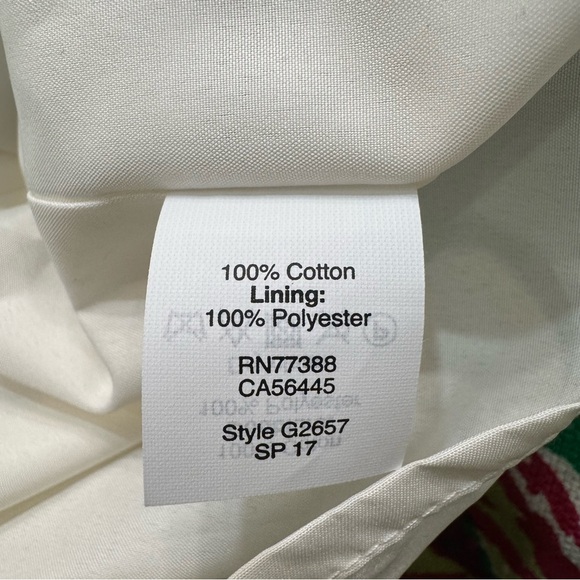 100% Cotton
Lining:
100% Polyester
RN77388
CA56445
Style G2657
SP 17